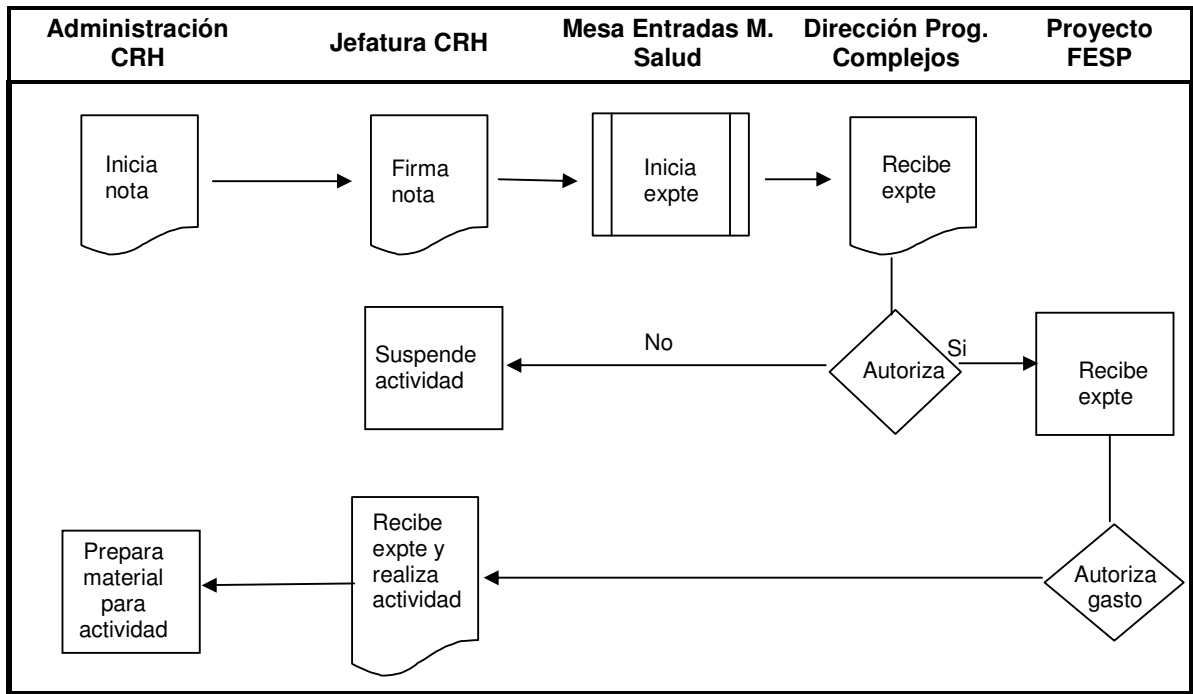 Administración
CRH
Jefatura CRH
Mesa Entradas M.
Salud
Dirección Prog.
Complejos
Proyecto
FESP
Inicia
nota
Firma
nota
Inicia
expte
Recibe
expte
Suspende
actividad
No
Autoriza
Si
Recibe
expte
Prepara
material
para
actividad
Recibe
expte y
realiza
actividad
Autoriza
gasto